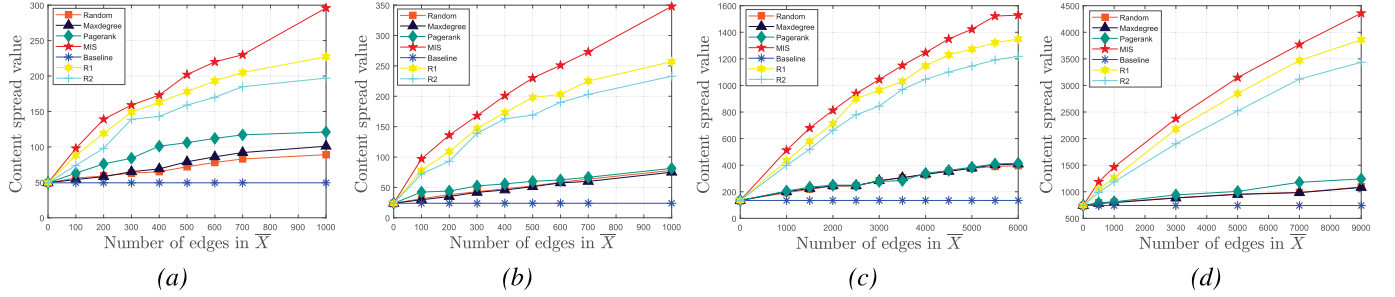 300
250
200
150
100
50
0
0 100 200 300 400 500 600 700 800 900 1000
Content spread value
Number of edges in X̅
Random
Maxdegree
Pagerank
MIS
Baseline
R1
R2
(a)
350
300
250
200
150
100
50
0
0 100 200 300 400 500 600 700 800 900 1000
Content spread value
Number of edges in X̅
Random
Maxdegree
Pagerank
MIS
Baseline
R1
R2
(b)
1600
1400
1200
1000
800
600
400
200
0
0 1000 2000 3000 4000 5000 6000
Content spread value
Number of edges in X̅
Random
Maxdegree
Pagerank
MIS
Baseline
R1
R2
(c)
4500
4000
3500
3000
2500
2000
1500
1000
500
0 1000 2000 3000 4000 5000 6000 7000 8000 9000
Content spread value
Number of edges in X̅
Random
Maxdegree
Pagerank
MIS
Baseline
R1
R2
(d)